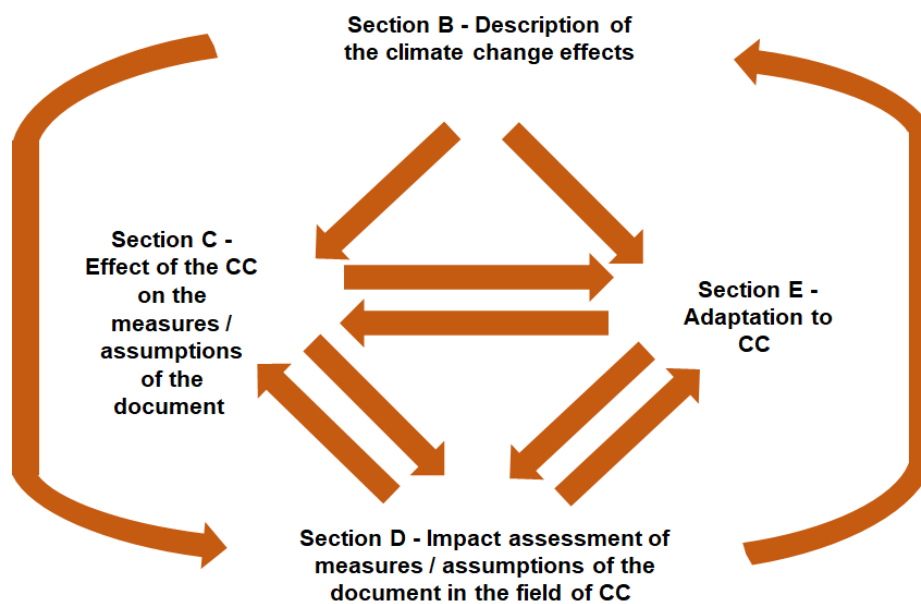 Section B - Description of
the climate change effects
Section C -
Effect of the CC
on the
measures /
assumptions
of the
document
Section E -
Adaptation to
CC
Section D - Impact assessment of
measures / assumptions of the
document in the field of CC